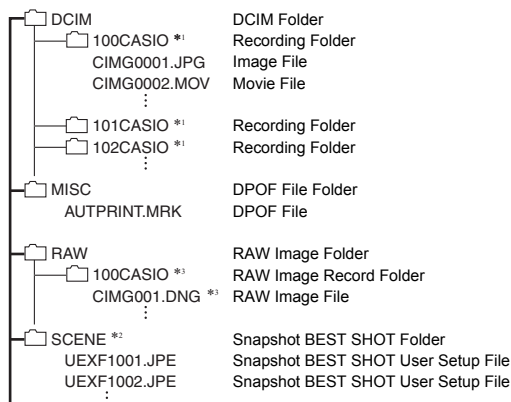 DCIM DCIM Folder
100CASIO *1 Recording Folder
CIMG0001.JPG Image File
CIMG0002.MOV Movie File
101CASIO *1 Recording Folder
102CASIO *1 Recording Folder
MISC DPOF File Folder
AUTPRINT.MRK DPOF File
RAW RAW Image Folder
100CASIO *3 RAW Image Record Folder
CIMG001.DNG *3 RAW Image File
SCENE *2 Snapshot BEST SHOT Folder
UEXF1001.JPE Snapshot BEST SHOT User Setup File
UEXF1002.JPE Snapshot BEST SHOT User Setup File